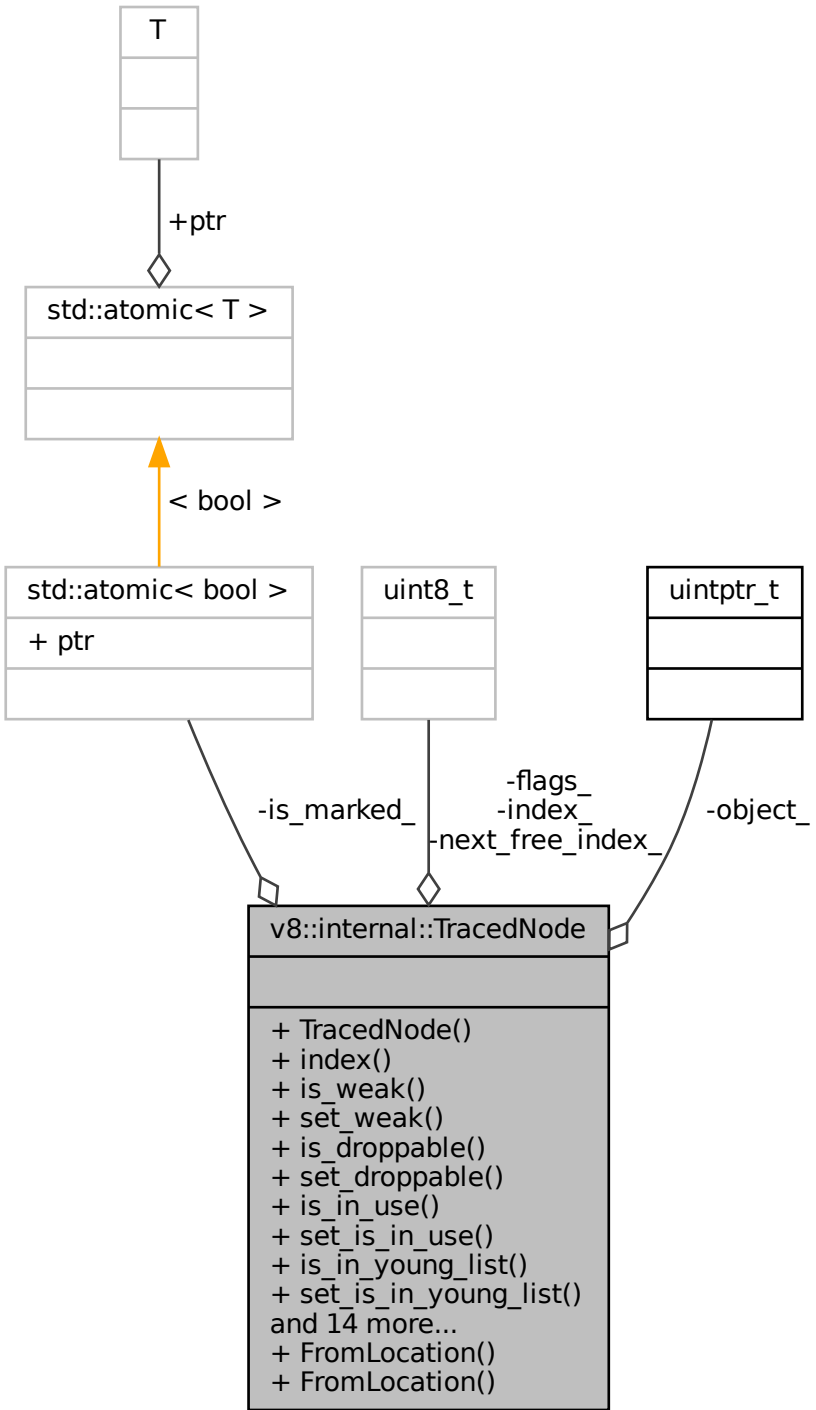 T
+ptr
std::atomic< T >
< bool >
std::atomic< bool >
+ ptr
uint8_t
uintptr_t
-is_marked_
-flags_
-index_
-next_free_index_
-object_
v8::internal::TracedNode
+ TracedNode()
+ index()
+ is_weak()
+ set_weak()
+ is_droppable()
+ set_droppable()
+ is_in_use()
+ set_is_in_use()
+ is_in_young_list()
+ set_is_in_young_list()
and 14 more...
+ FromLocation()
+ FromLocation()